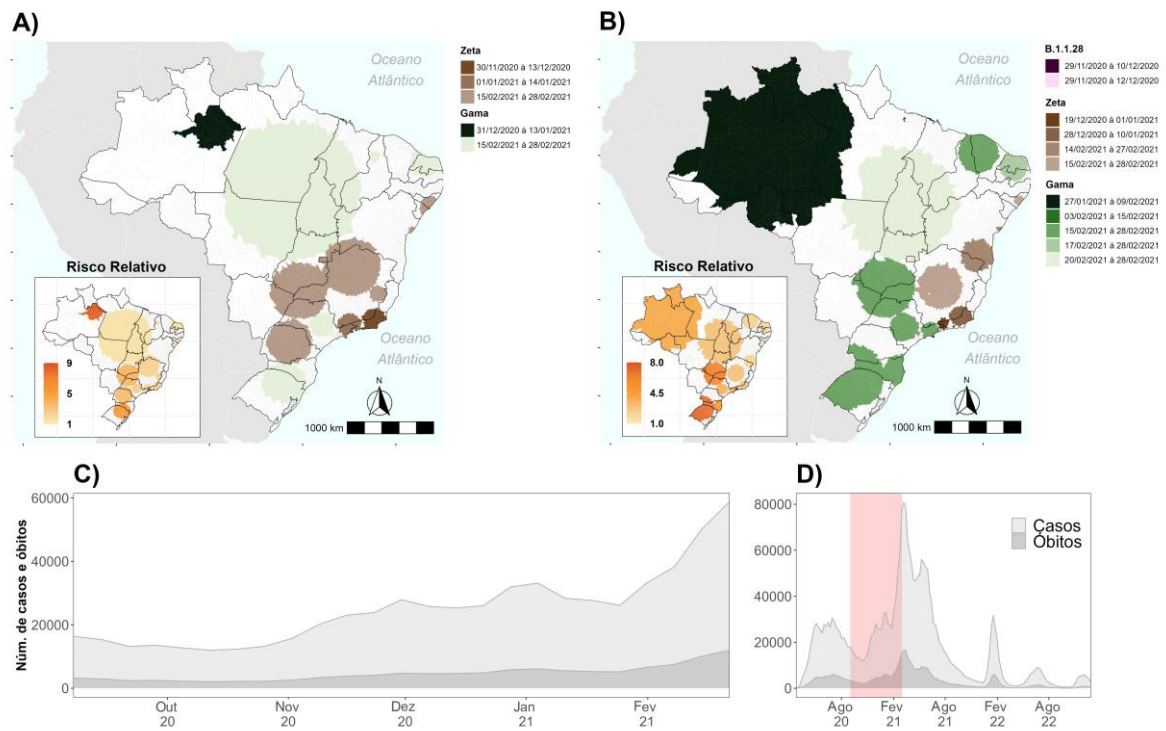 A)
Oceano
Atlântico
Zeta
30/11/2020 à 13/12/2020
01/01/2021 à 14/01/2021
15/02/2021 à 28/02/2021
Gama
31/12/2020 à 13/01/2021
15/02/2021 à 28/02/2021
Risco Relativo
9
5
1
Oceano
Atlântico
N
1000 km
B)
Oceano
Atlântico
B.1.1.28
29/11/2020 à 10/12/2020
29/11/2020 à 12/12/2020
Zeta
19/12/2020 à 01/01/2021
28/12/2020 à 10/01/2021
14/02/2021 à 27/02/2021
15/02/2021 à 28/02/2021
Gama
27/01/2021 à 09/02/2021
03/02/2021 à 15/02/2021
15/02/2021 à 28/02/2021
17/02/2021 à 28/02/2021
20/02/2021 à 28/02/2021
Risco Relativo
8.0
4.5
1.0
Oceano
Atlântico
N
1000 km
C)
Núm. de casos e óbitos
60000
40000
20000
0
Out
20
Nov
20
Dez
20
Jan
21
Fev
21
D)
80000
60000
40000
20000
0
Casos
Óbitos
Ago
20
Fev
21
Ago
21
Fev
22
Ago
22